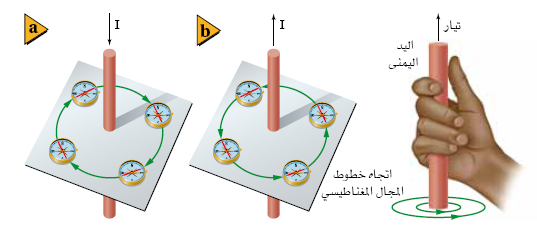 a
I
b
I
تيار
اليد
اليمنى
اتجاه خطوط
المجال المغناطيسي